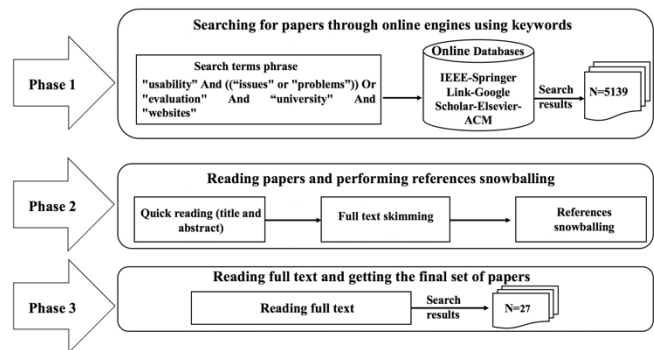 Searching for papers through online engines using keywords
Phase 1
Search terms phrase
"usability" And ((“issues" or "problems”)) Or
"evaluation" And “university" And
"websites"
Online Databases
IEEE-Springer
Link-Google
Scholar-Elsevier-
ACM
Search
results
N=5139
Reading papers and performing references snowballing
Phase 2
Quick reading (title and
abstract)
Full text skimming
References
snowballing
Reading full text and getting the final set of papers
Phase 3
Reading full text
Search
results
N=27